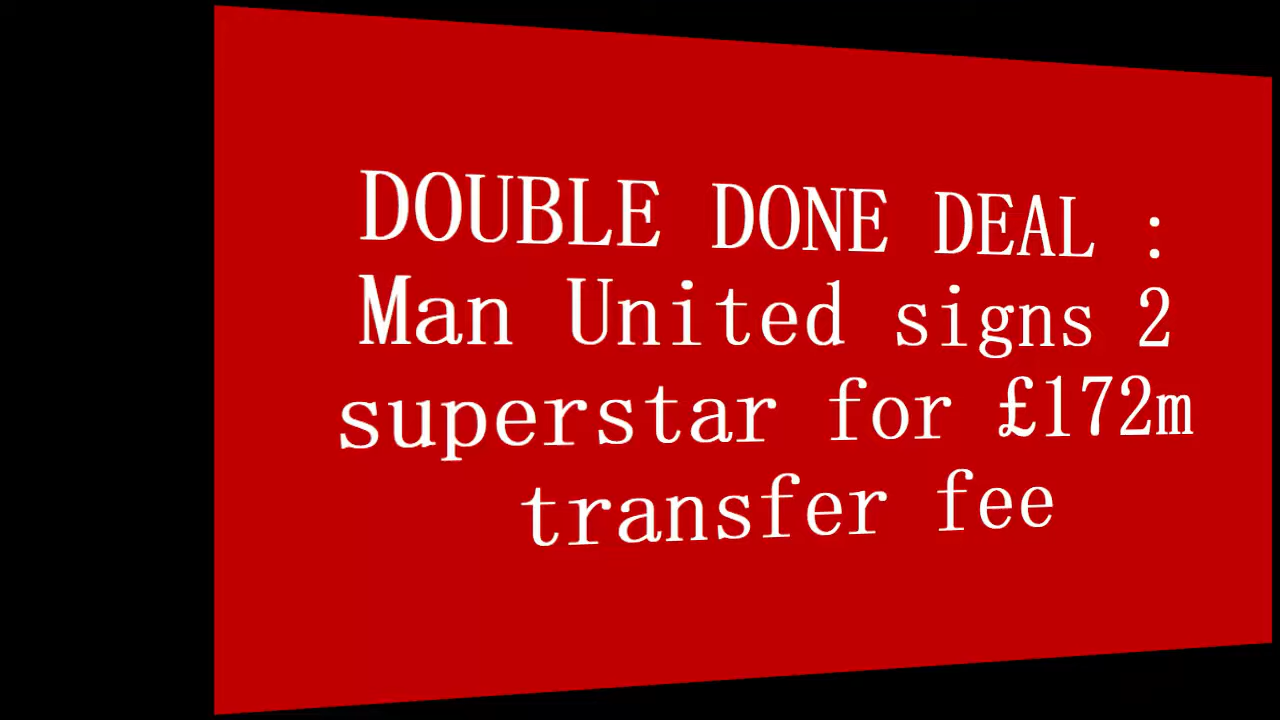 DOUBLE DONE DEAL :
Man United signs 2
superstar for £172m
transfer fee